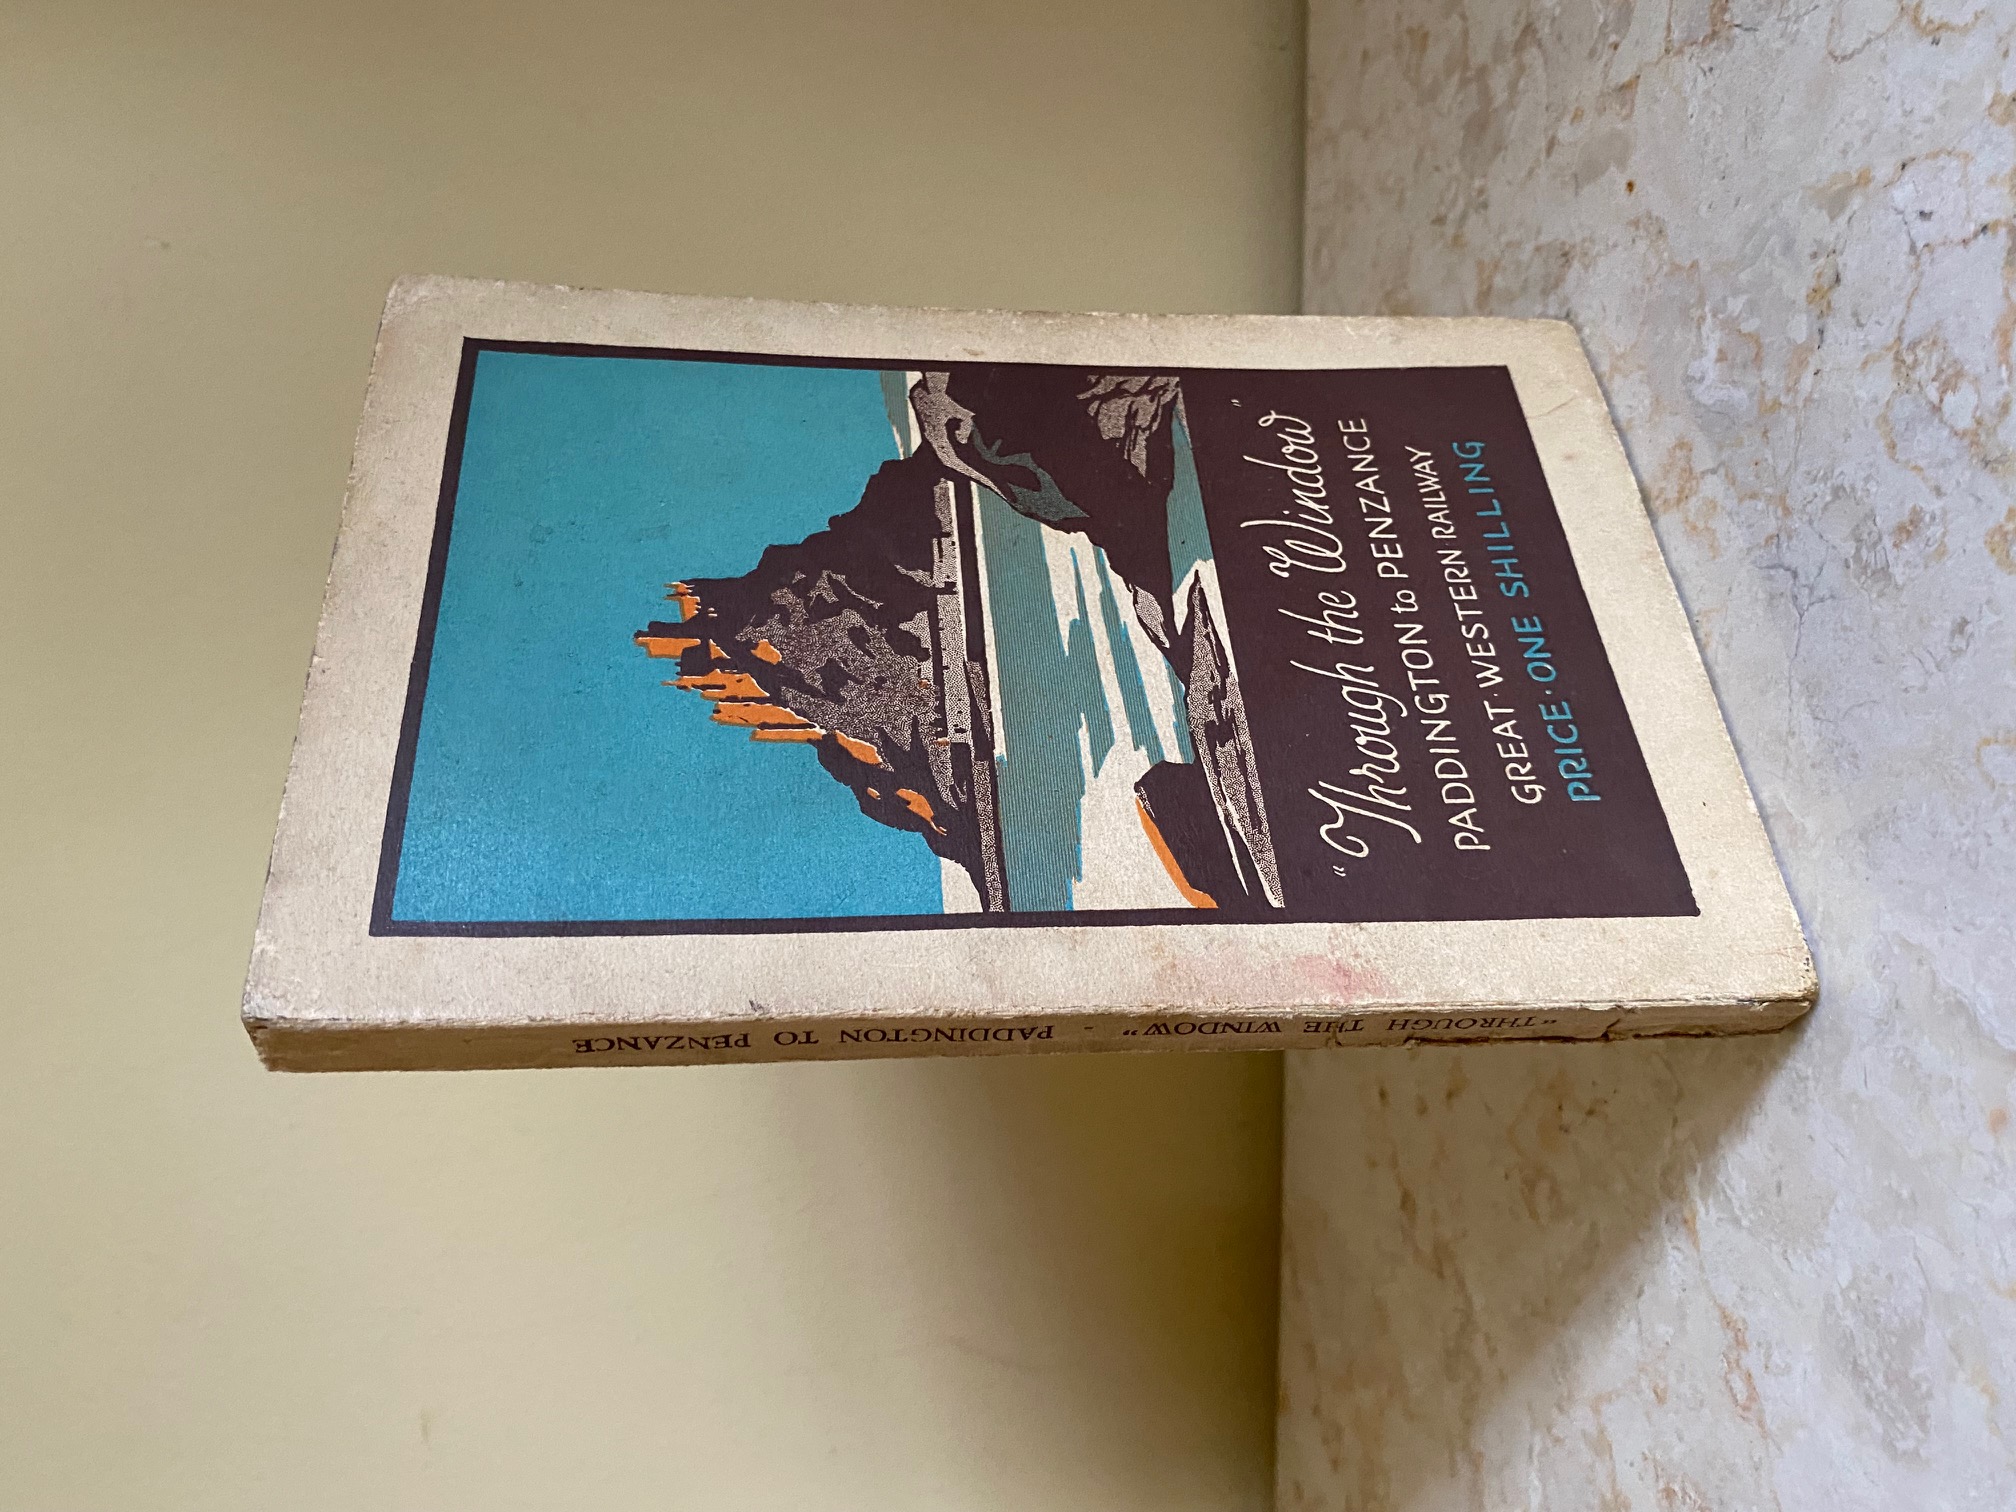 "Through the Window"
PADDINGTON to PENZANCE
GREAT·WESTERN RAILWAY
PRICE·ONE SHILLING
"THROUGH THE WINDOW" - PADDINGTON TO PENZANCE